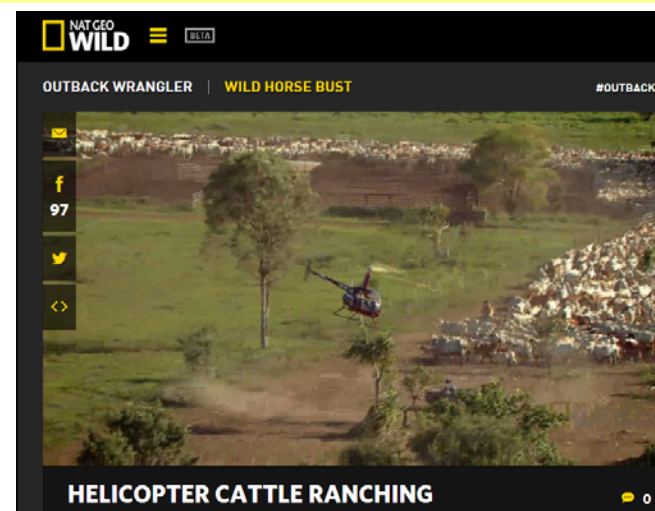 NAT GEO
WILD
BETA
OUTBACK WRANGLER | WILD HORSE BUST
#OUTBACK
f
97
<>
HELICOPTER CATTLE RANCHING
0